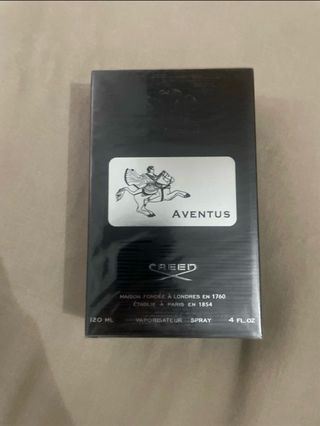 AVENTUS
CREED
MAISON FONDÉE À LONDRES EN 1760
ÉTABLIE À PARIS EN 1854
120 ML VAPORISATEUR SPRAY 4 FL.OZ